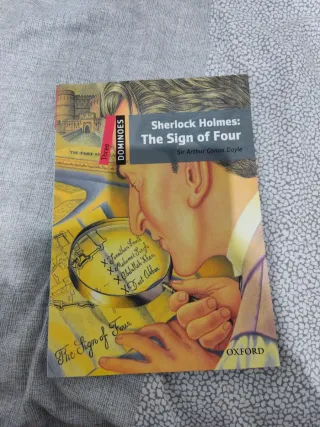 Sherlock Holmes:
The Sign of Four
Sir Arthur Conan Doyle
Three
DOMINOES
The Sign of Four
OXFORD